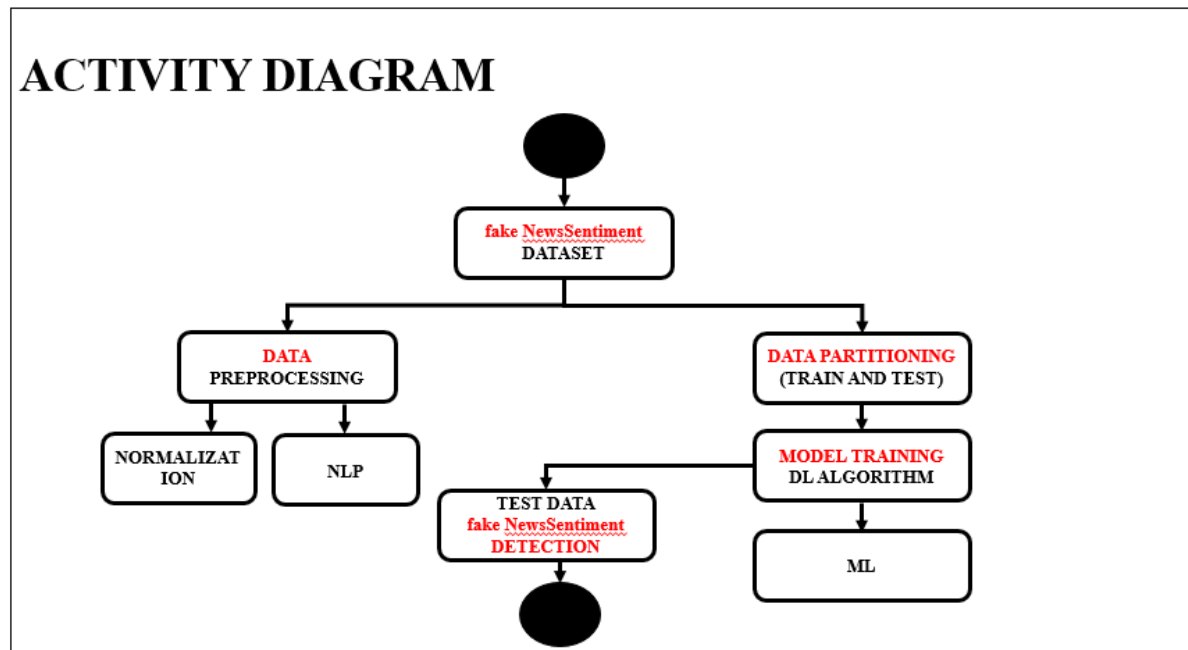 ACTIVITY DIAGRAM
fake NewsSentiment
DATASET
DATA
PREPROCESSING
DATA PARTITIONING
(TRAIN AND TEST)
NORMALIZAT
ION
NLP
MODEL TRAINING
DL ALGORITHM
TEST DATA
fake NewsSentiment
DETECTION
ML